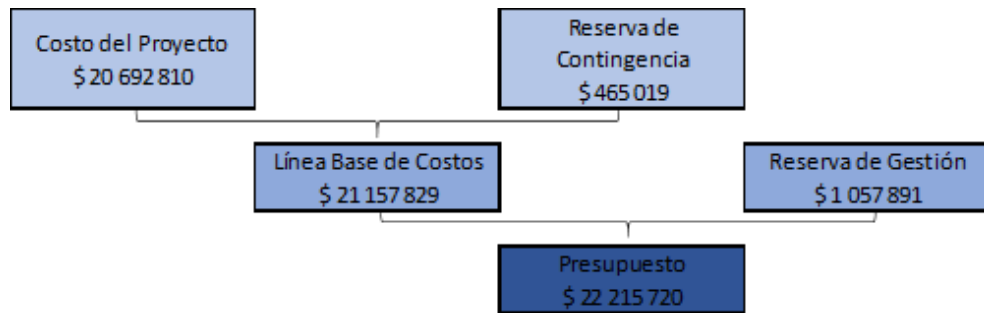 Costo del Proyecto
$ 20 692 810
Reserva de
Contingencia
$ 465 019
Línea Base de Costos
$ 21 157 829
Reserva de Gestión
$ 1 057 891
Presupuesto
$ 22 215 720